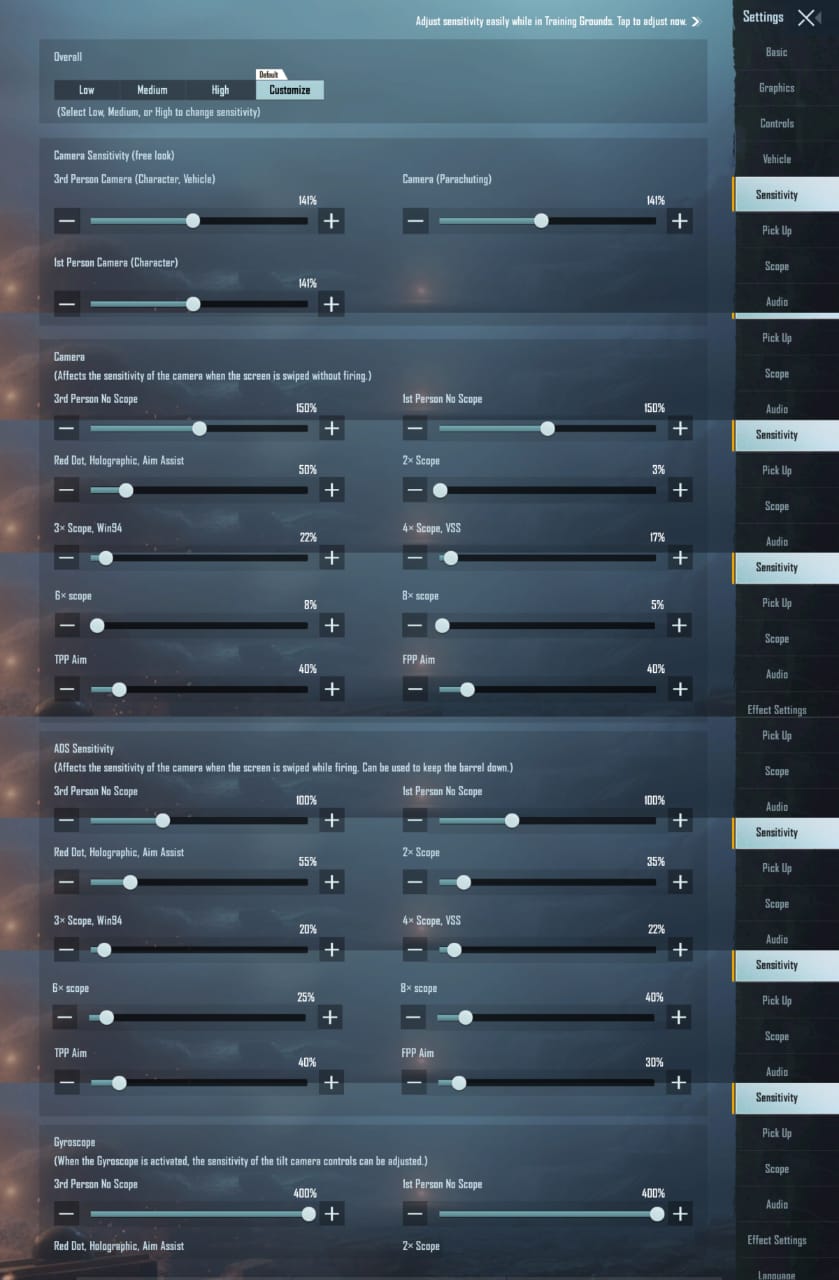 Adjust sensitivity easily while in Training Grounds. Tap to adjust now.
Settings
Overall
Default
Low Medium High Customize
(Select Low, Medium, or High to change sensitivity)
Camera Sensitivity (free look)
3rd Person Camera (Character, Vehicle) Camera (Parachuting)
141% 141%
1st Person Camera (Character)
141%
Camera
(Affects the sensitivity of the camera when the screen is swiped without firing.)
3rd Person No Scope 1st Person No Scope
150% 150%
Red Dot, Holographic, Aim Assist 2× Scope
50% 3%
3× Scope, Win94 4× Scope, VSS
22% 17%
6× scope 8× scope
8% 5%
TPP Aim FPP Aim
40% 40%
ADS Sensitivity
(Affects the sensitivity of the camera when the screen is swiped while firing. Can be used to keep the barrel down.)
3rd Person No Scope 1st Person No Scope
100% 100%
Red Dot, Holographic, Aim Assist 2× Scope
55% 35%
3× Scope, Win94 4× Scope, VSS
20% 22%
6× scope 8× scope
25% 40%
TPP Aim FPP Aim
40% 30%
Gyroscope
(When the Gyroscope is activated, the sensitivity of the tilt camera controls can be adjusted.)
3rd Person No Scope 1st Person No Scope
400% 400%
Red Dot, Holographic, Aim Assist 2× Scope
Basic
Graphics
Controls
Vehicle
Sensitivity
Pick Up
Scope
Audio
Pick Up
Scope
Audio
Sensitivity
Pick Up
Scope
Audio
Sensitivity
Pick Up
Scope
Audio
Effect Settings
Pick Up
Scope
Audio
Sensitivity
Pick Up
Scope
Audio
Sensitivity
Pick Up
Scope
Audio
Sensitivity
Pick Up
Scope
Audio
Effect Settings
Language